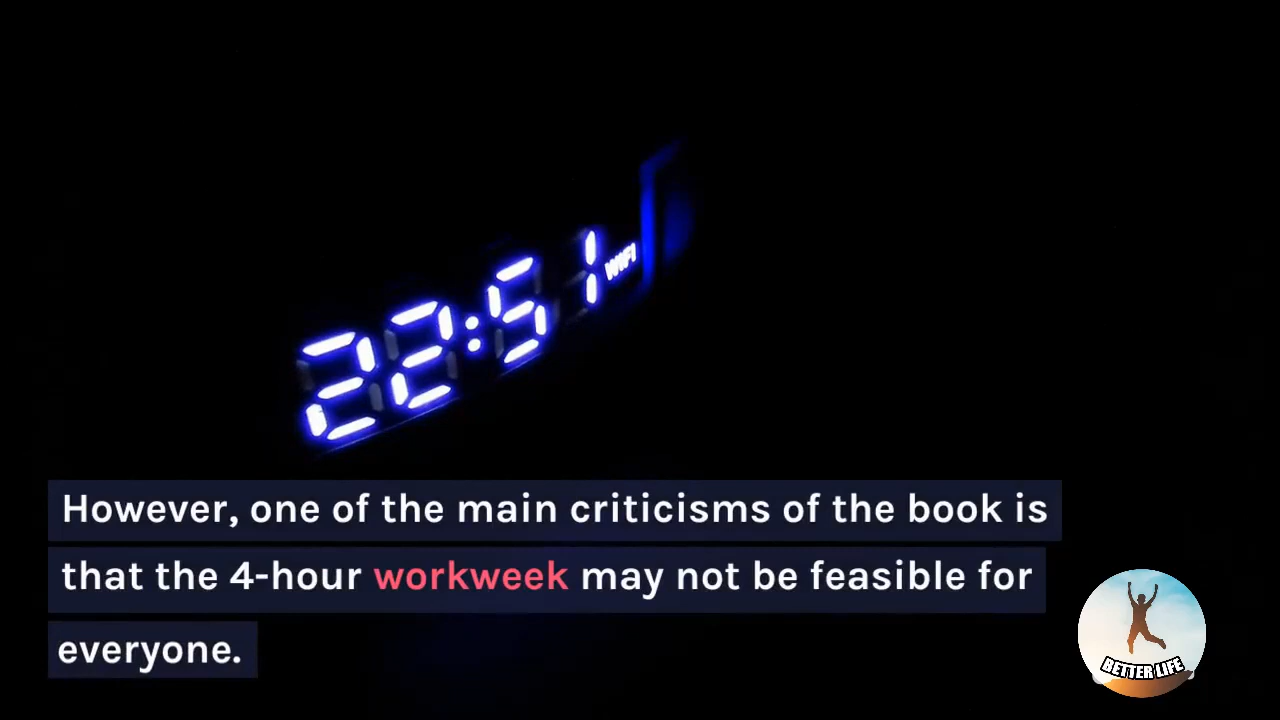 22:51 WIFI
However, one of the main criticisms of the book is
that the 4-hour workweek may not be feasible for
everyone.
BETTER LIFE